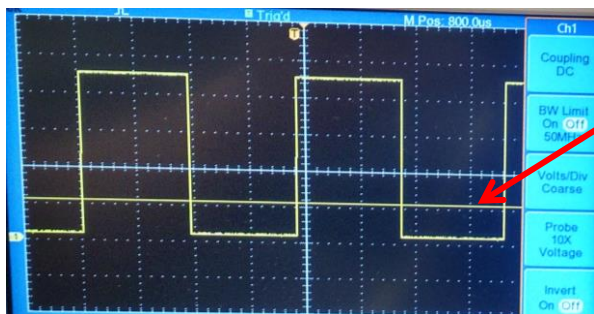 Trig'd
M Pos: 800.0us
Ch1
T
Coupling
DC
BW Limit
On Off
50MHz
Volts/Div
Coarse
1
Probe
10X
Voltage
Invert
On Off